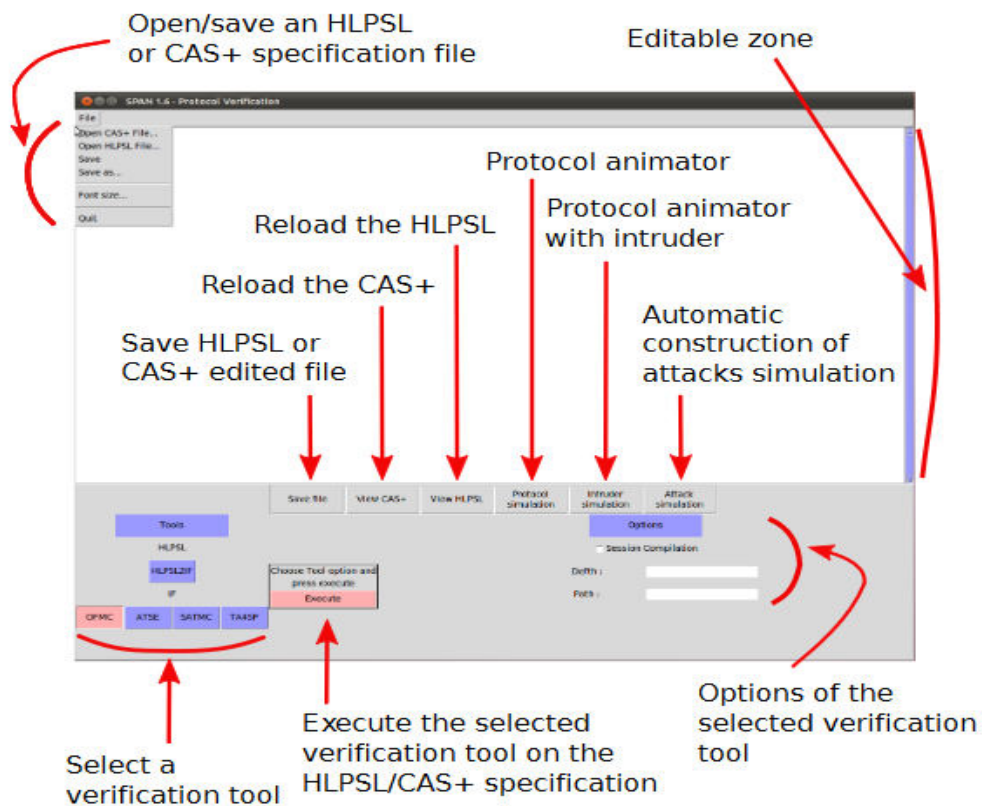 Open/save an HLPSL
or CAS+ specification file
Editable zone
SPAN 1.6 - Protocol Verification
File
Open CAS+ File...
Open HLPSL File...
Save
Save as...
Font size...
Quit
Protocol animator
Protocol animator
with intruder
Reload the HLPSL
Reload the CAS+
Automatic
construction of
attacks simulation
Save HLPSL or
CAS+ edited file
Save file
View CAS+
View HLPSL
Protocol
simulation
Intruder
simulation
Attack
simulation
Tools
Options
HLPSL
Session Compilation
HLPSL2IF
Choose Tool option and
press execute
Defth :
IF
Execute
Path :
OFMC
ATSE
SATMC
TA4SP
Options of the
selected verification
tool
Execute the selected
verification tool on the
HLPSL/CAS+ specification
Select a
verification tool